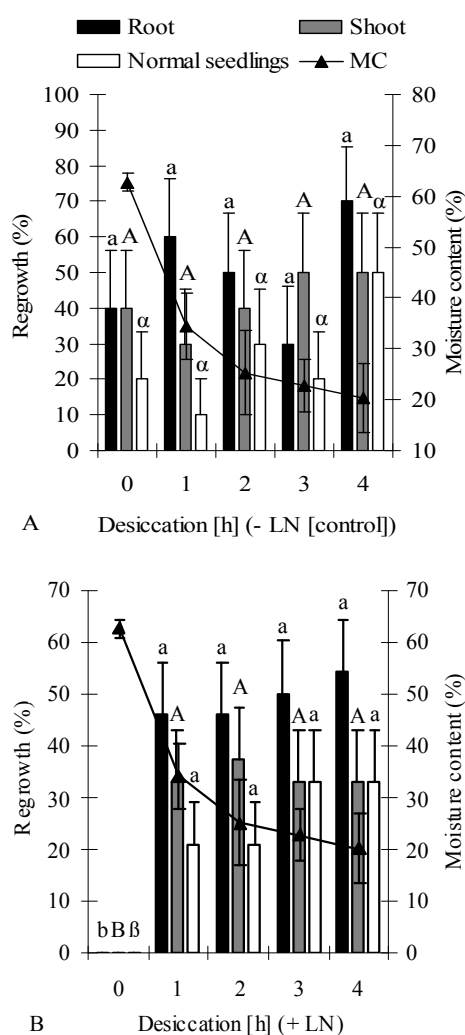 Root Shoot
Normal seedlings MC
100 80
90 70
80
70 60
60 50
50
40 40
30 30
20
10 20
0 10
Regrowth (%)
Moisture content (%)
a A α
a A α
a A α
a A α
a A α
0 1 2 3 4
A Desiccation [h] (- LN [control])
70 70
60 60
50 50
40 40
30 30
20 20
10 10
0 0
Regrowth (%)
Moisture content (%)
bBß
a A a
a A a
a A a
a A a
0 1 2 3 4
B Desiccation [h] (+ LN)